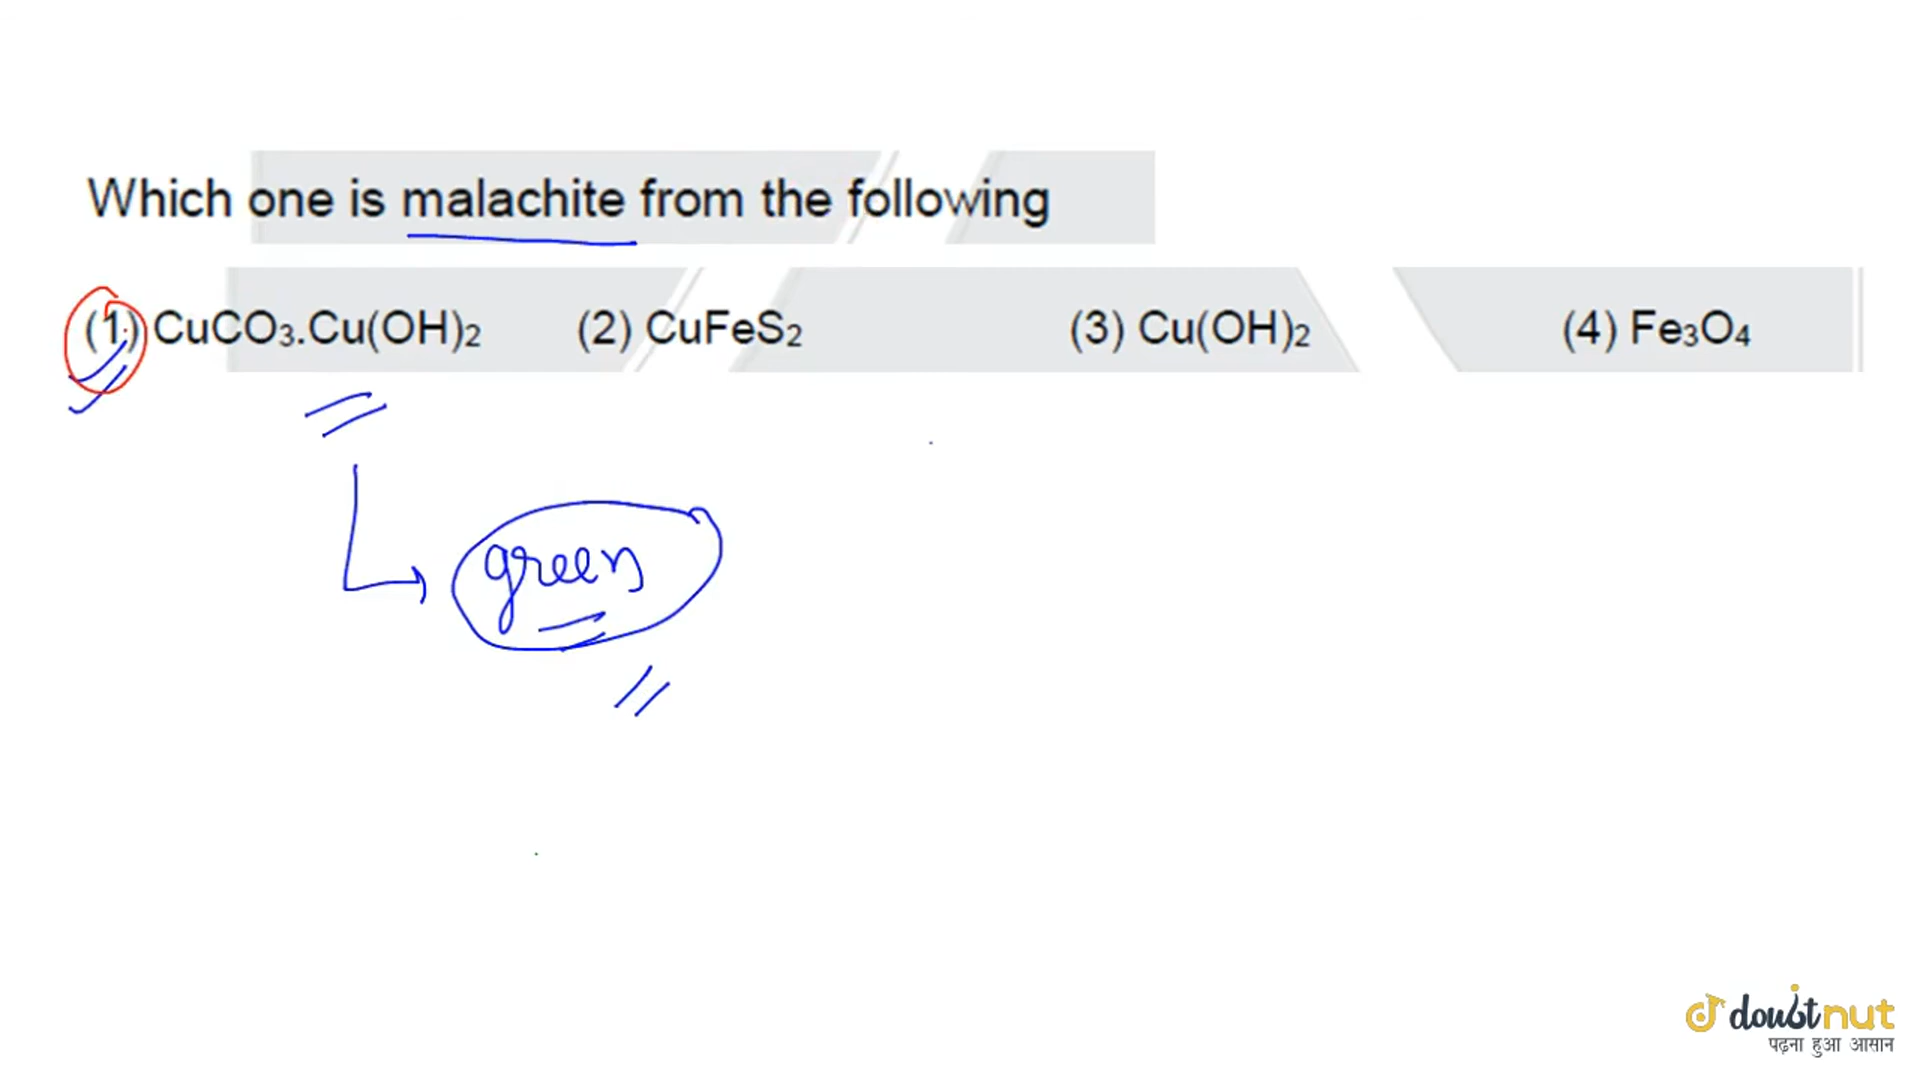 Which one is malachite from the following
(1) CuCO₃.Cu(OH)₂ (2) CuFeS₂ (3) Cu(OH)₂ (4) Fe₃O₄
green
doubtnut
पढ़ना हुआ आसान